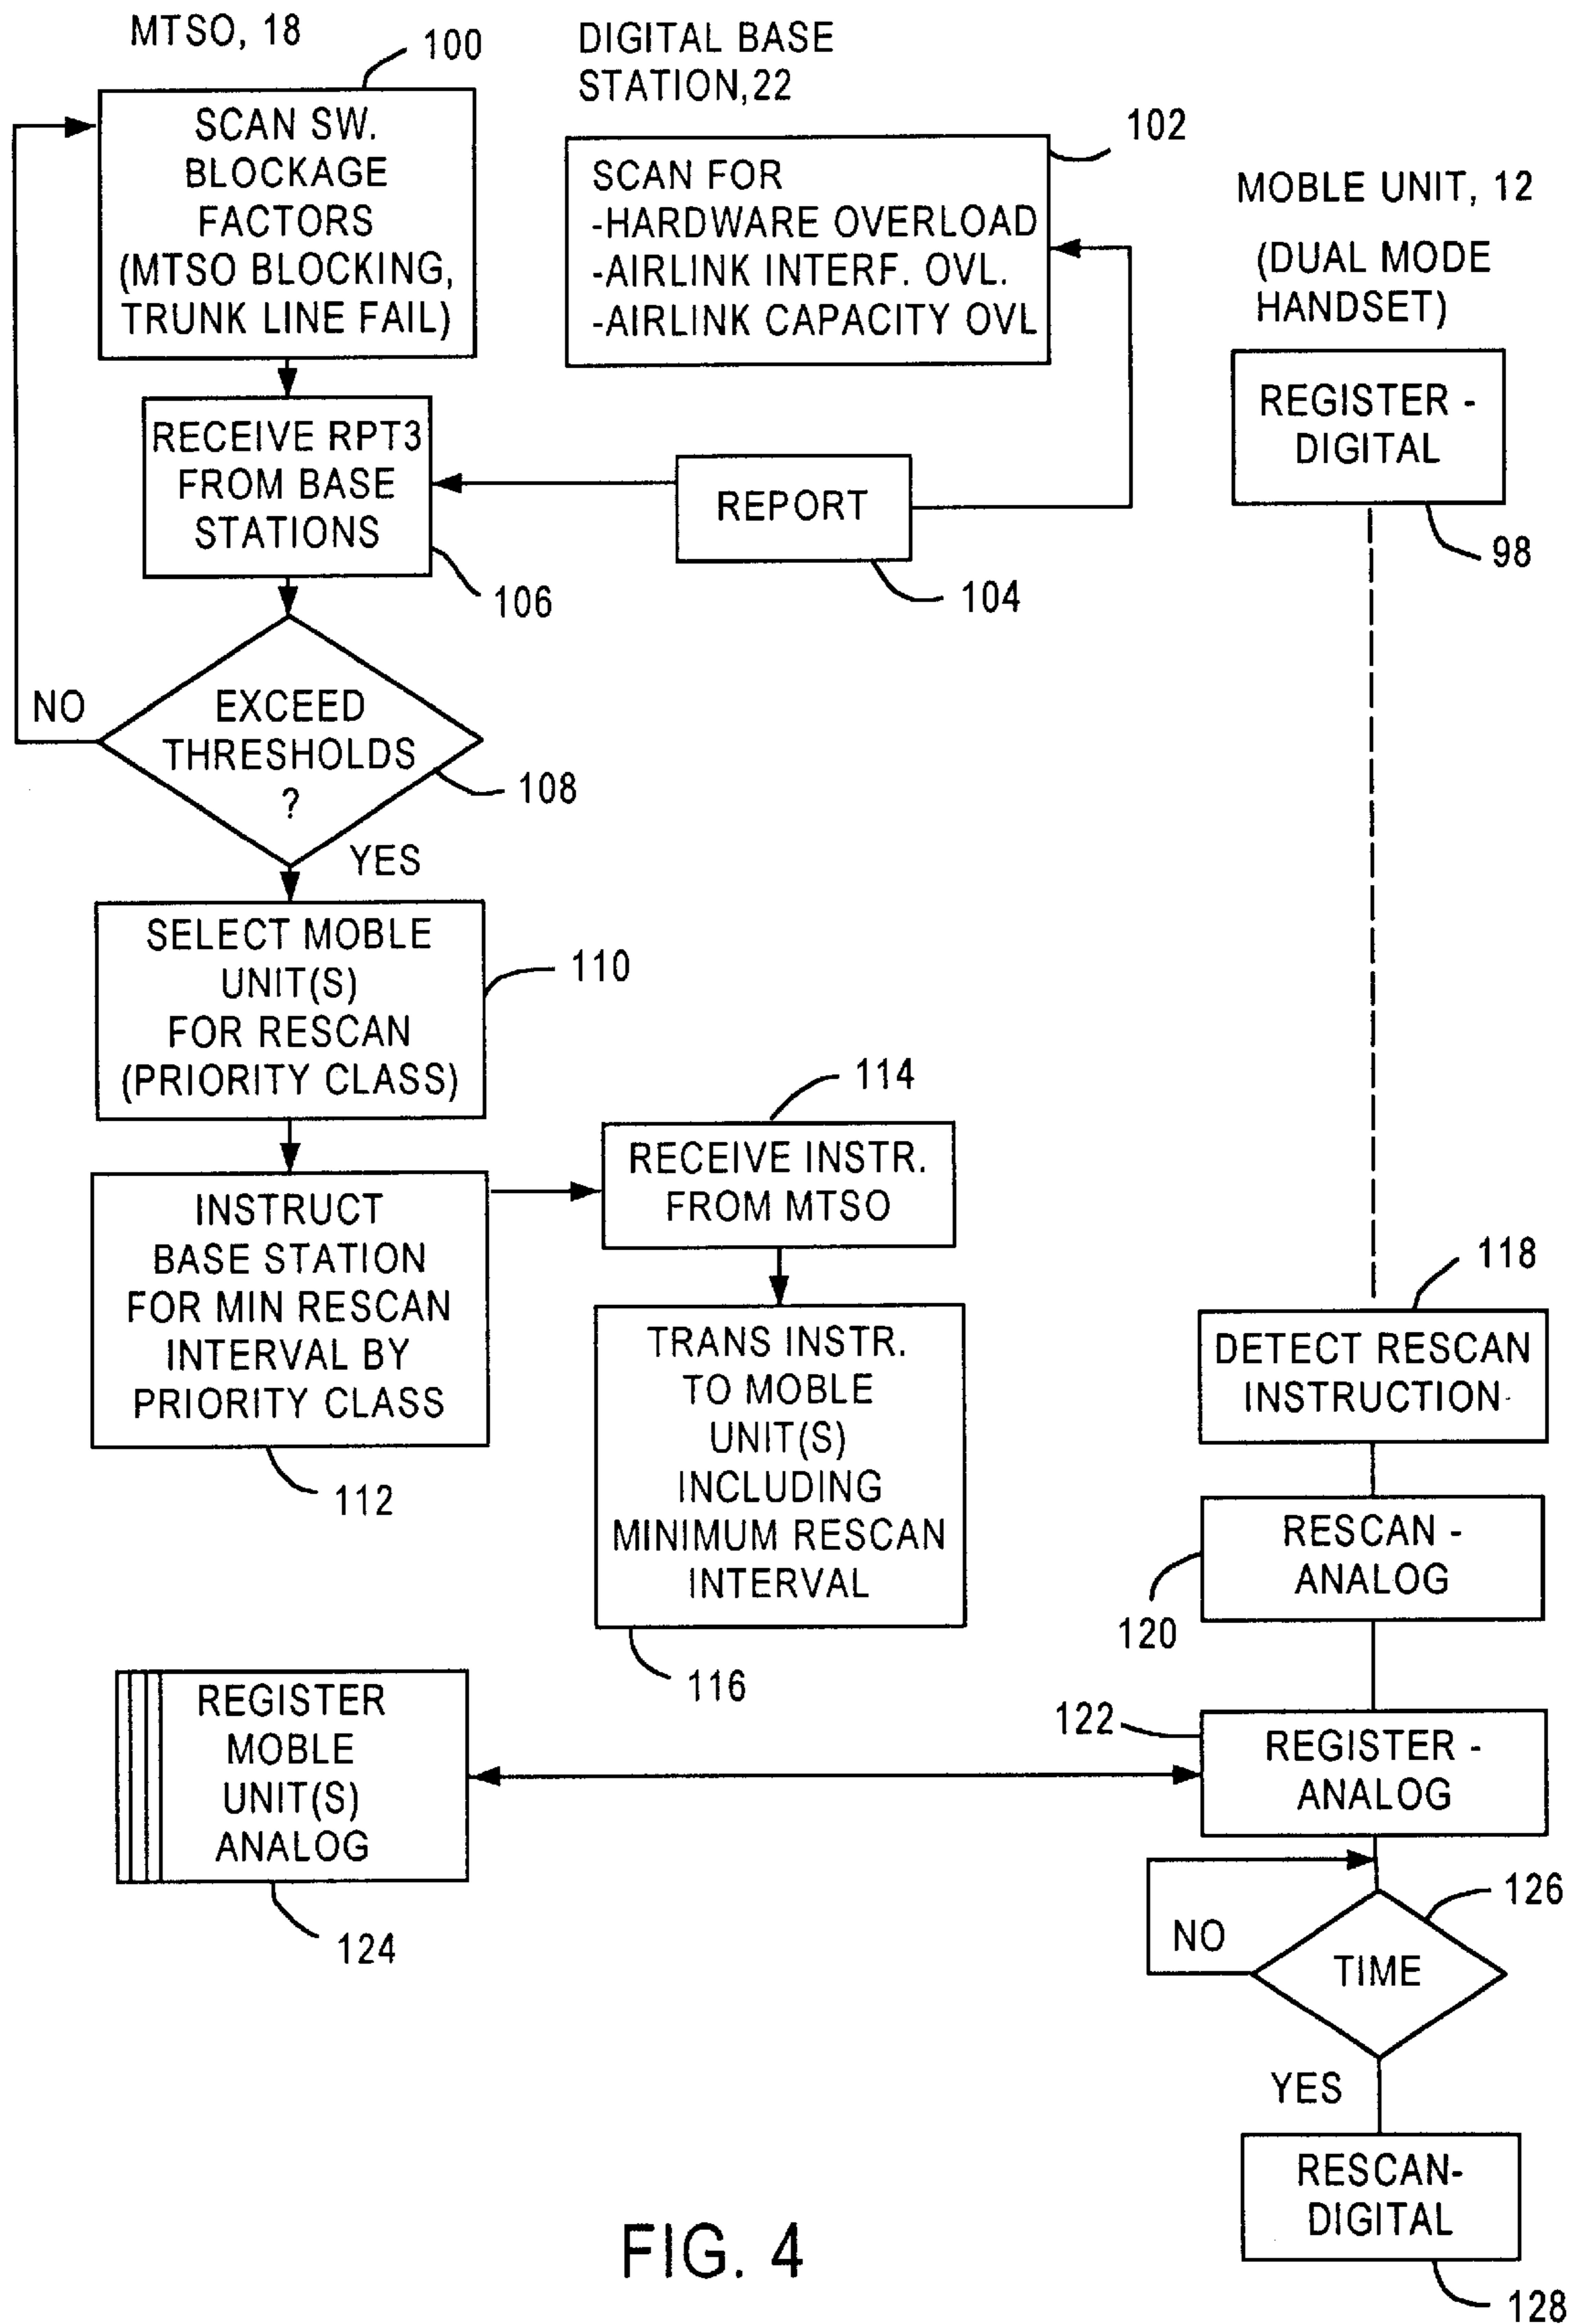 MTSO, 18
100
SCAN SW.
BLOCKAGE
FACTORS
(MTSO BLOCKING,
TRUNK LINE FAIL)
DIGITAL BASE
STATION,22
102
SCAN FOR
-HARDWARE OVERLOAD
-AIRLINK INTERF. OVL.
-AIRLINK CAPACITY OVL
MOBLE UNIT, 12
(DUAL MODE
HANDSET)
REGISTER -
DIGITAL
98
RECEIVE RPT3
FROM BASE
STATIONS
106
REPORT
104
NO
EXCEED
THRESHOLDS
?
108
YES
SELECT MOBLE
UNIT(S)
FOR RESCAN
(PRIORITY CLASS)
110
INSTRUCT
BASE STATION
FOR MIN RESCAN
INTERVAL BY
PRIORITY CLASS
112
114
RECEIVE INSTR.
FROM MTSO
TRANS INSTR.
TO MOBLE
UNIT(S)
INCLUDING
MINIMUM RESCAN
INTERVAL
116
118
DETECT RESCAN
INSTRUCTION
RESCAN -
ANALOG
120
REGISTER
MOBLE
UNIT(S)
ANALOG
124
122
REGISTER -
ANALOG
126
NO
TIME
YES
RESCAN-
DIGITAL
128
FIG. 4